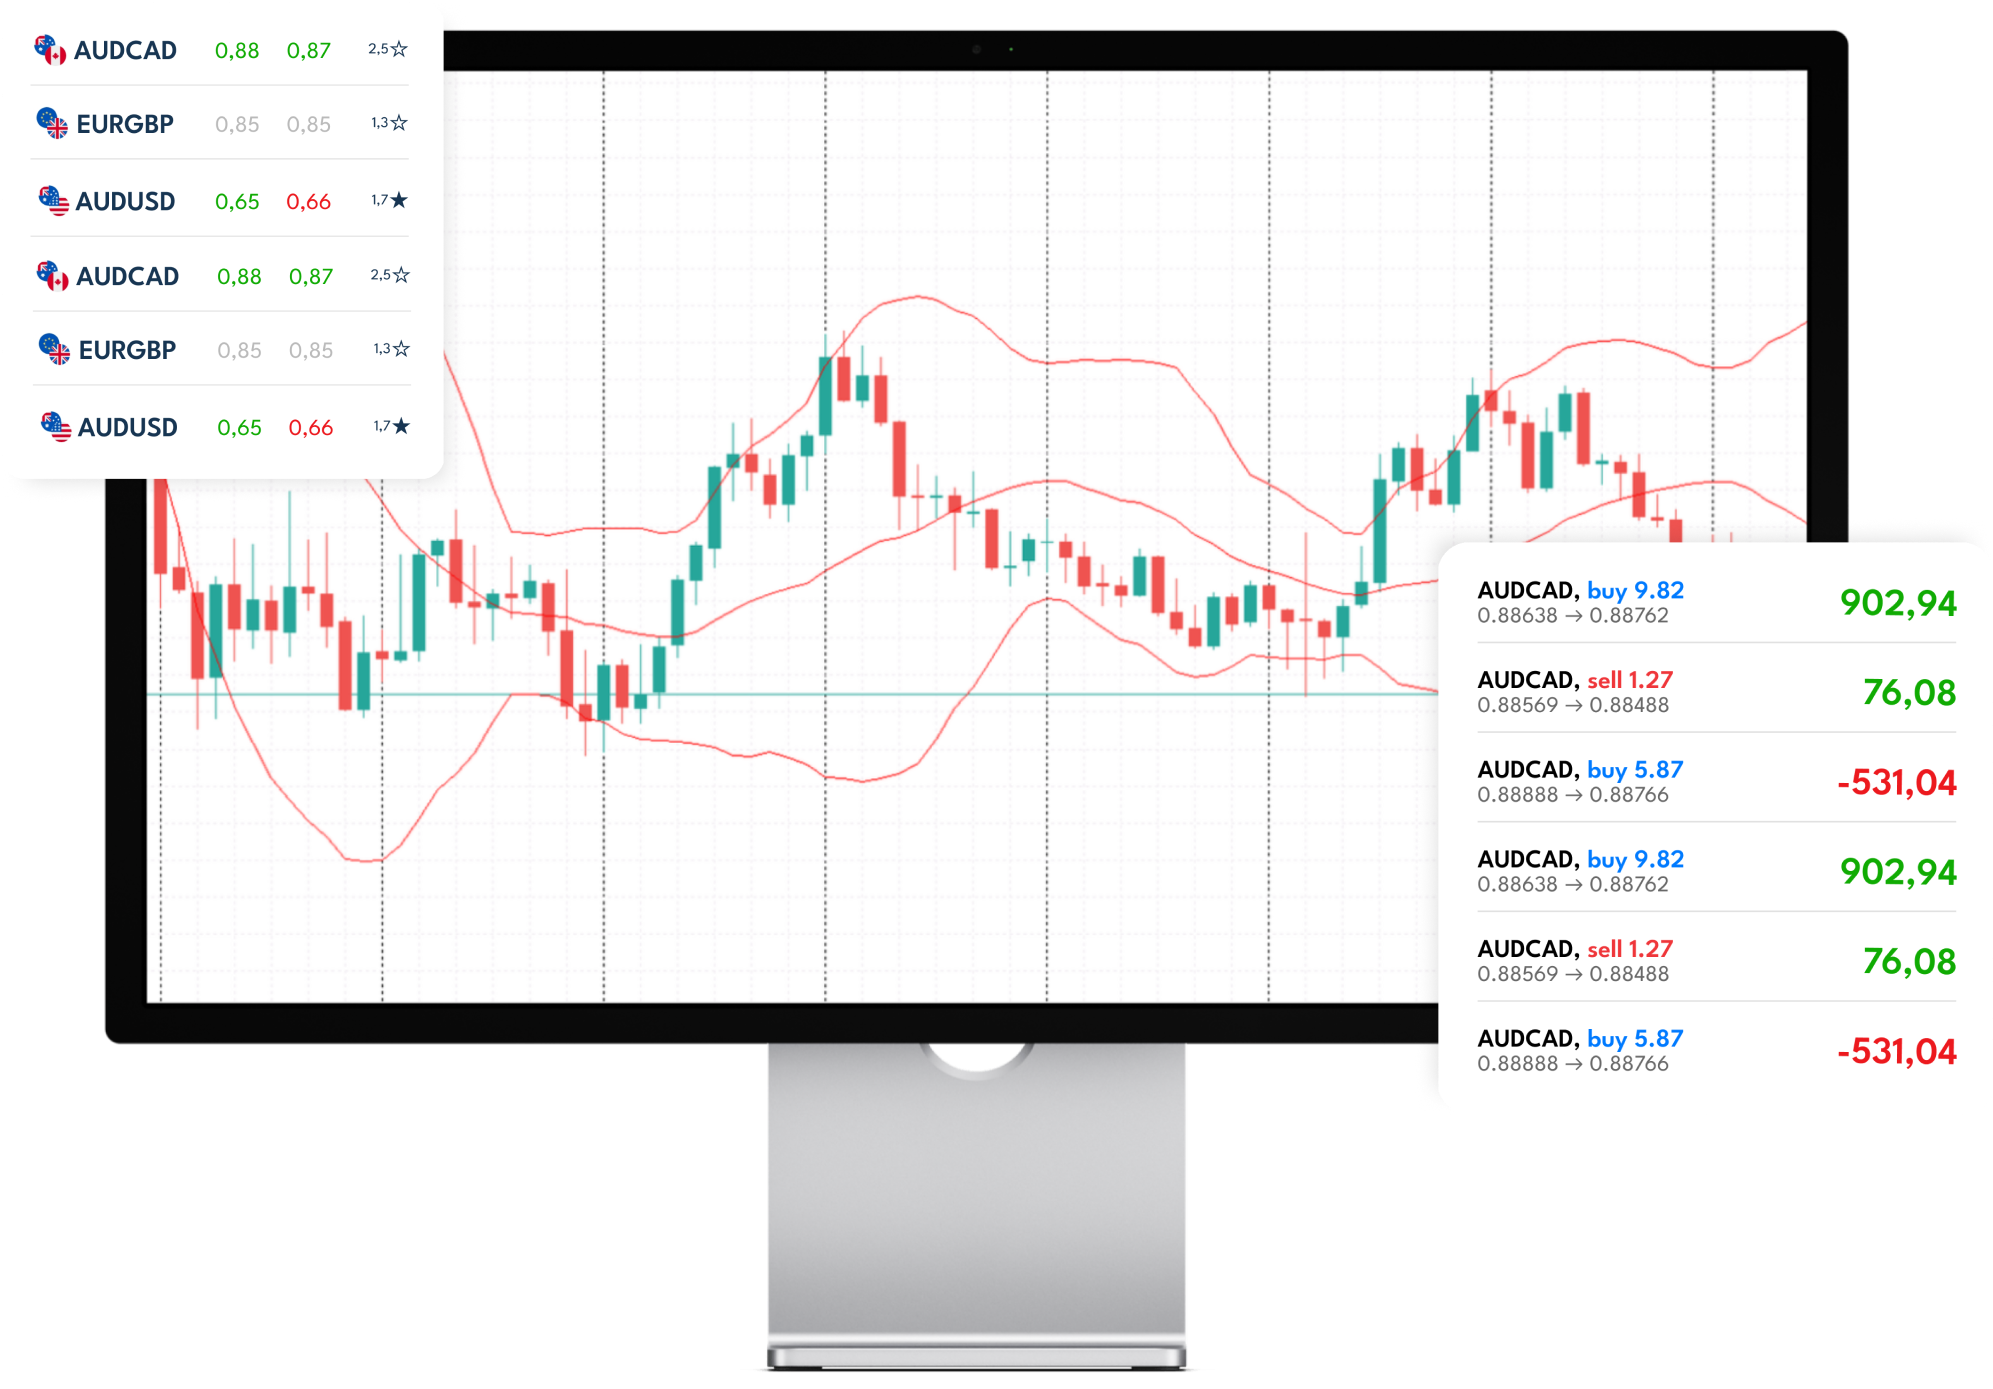 AUDCAD 0,88 0,87 2,5
EURGBP 0,85 0,85 1,3
AUDUSD 0,65 0,66 1,7
AUDCAD 0,88 0,87 2,5
EURGBP 0,85 0,85 1,3
AUDUSD 0,65 0,66 1,7
AUDCAD, buy 9.82 902,94
0.88638 → 0.88762
AUDCAD, sell 1.27 76,08
0.88569 → 0.88488
AUDCAD, buy 5.87 -531,04
0.88888 → 0.88766
AUDCAD, buy 9.82 902,94
0.88638 → 0.88762
AUDCAD, sell 1.27 76,08
0.88569 → 0.88488
AUDCAD, buy 5.87 -531,04
0.88888 → 0.88766